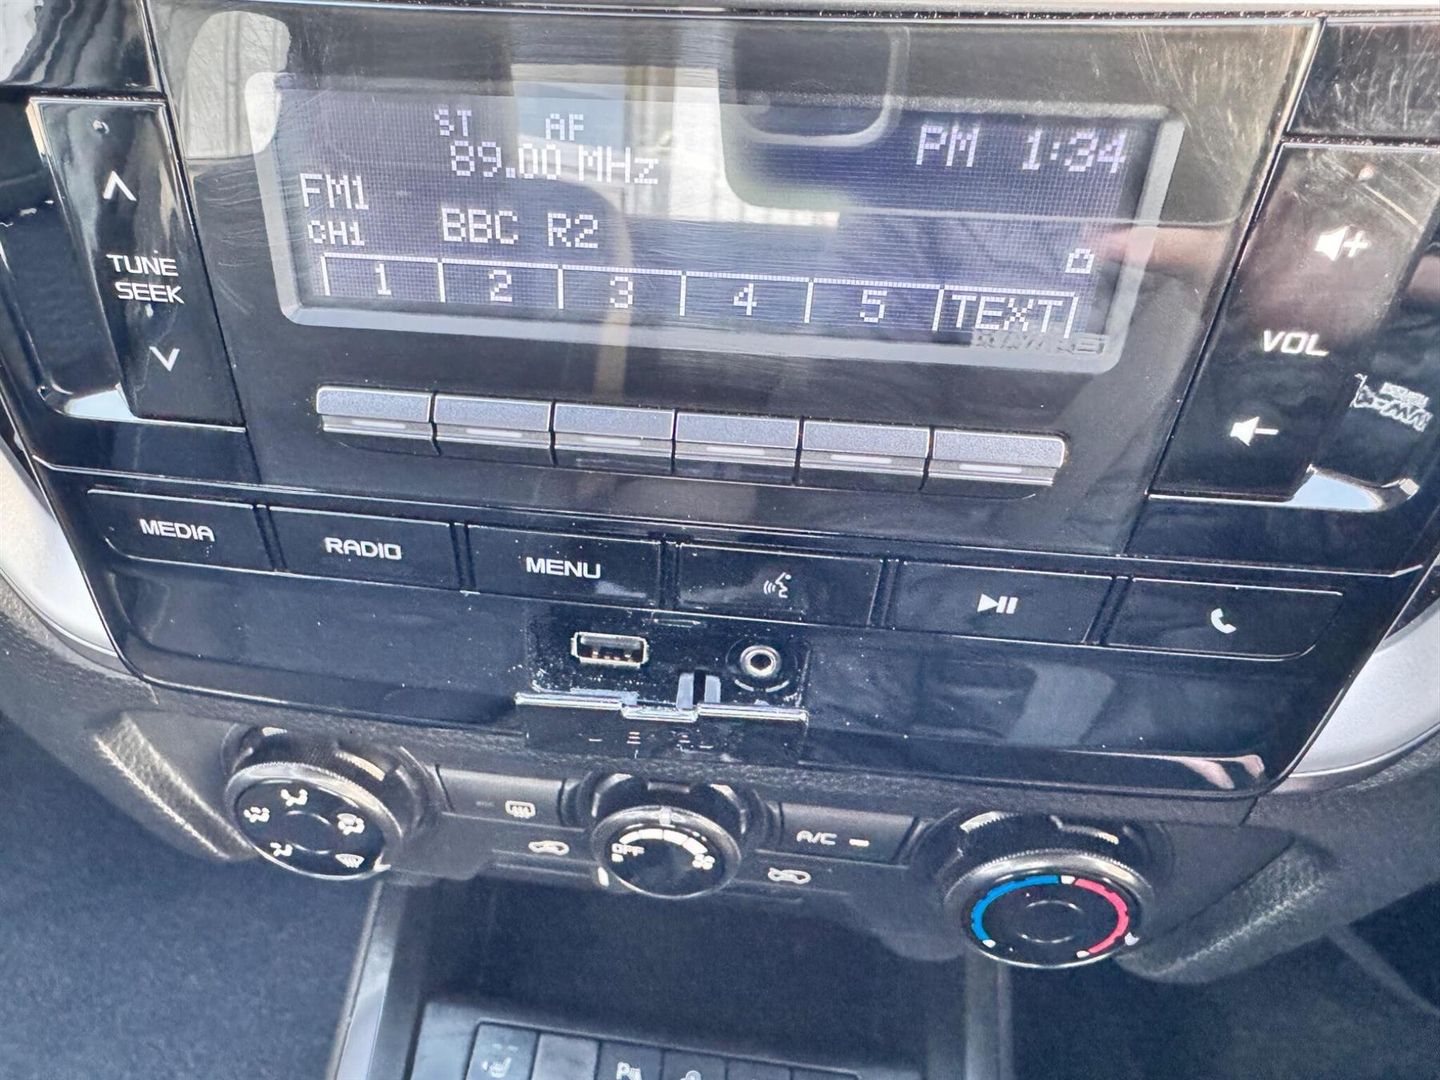 ST AF
89.00 MHz
PM 1:34
FM1
CH1
BBC R2
1 2 3 4 5 TEXT
TUNE
SEEK
VOL
MEDIA
RADIO
MENU
OFF
A/C
P